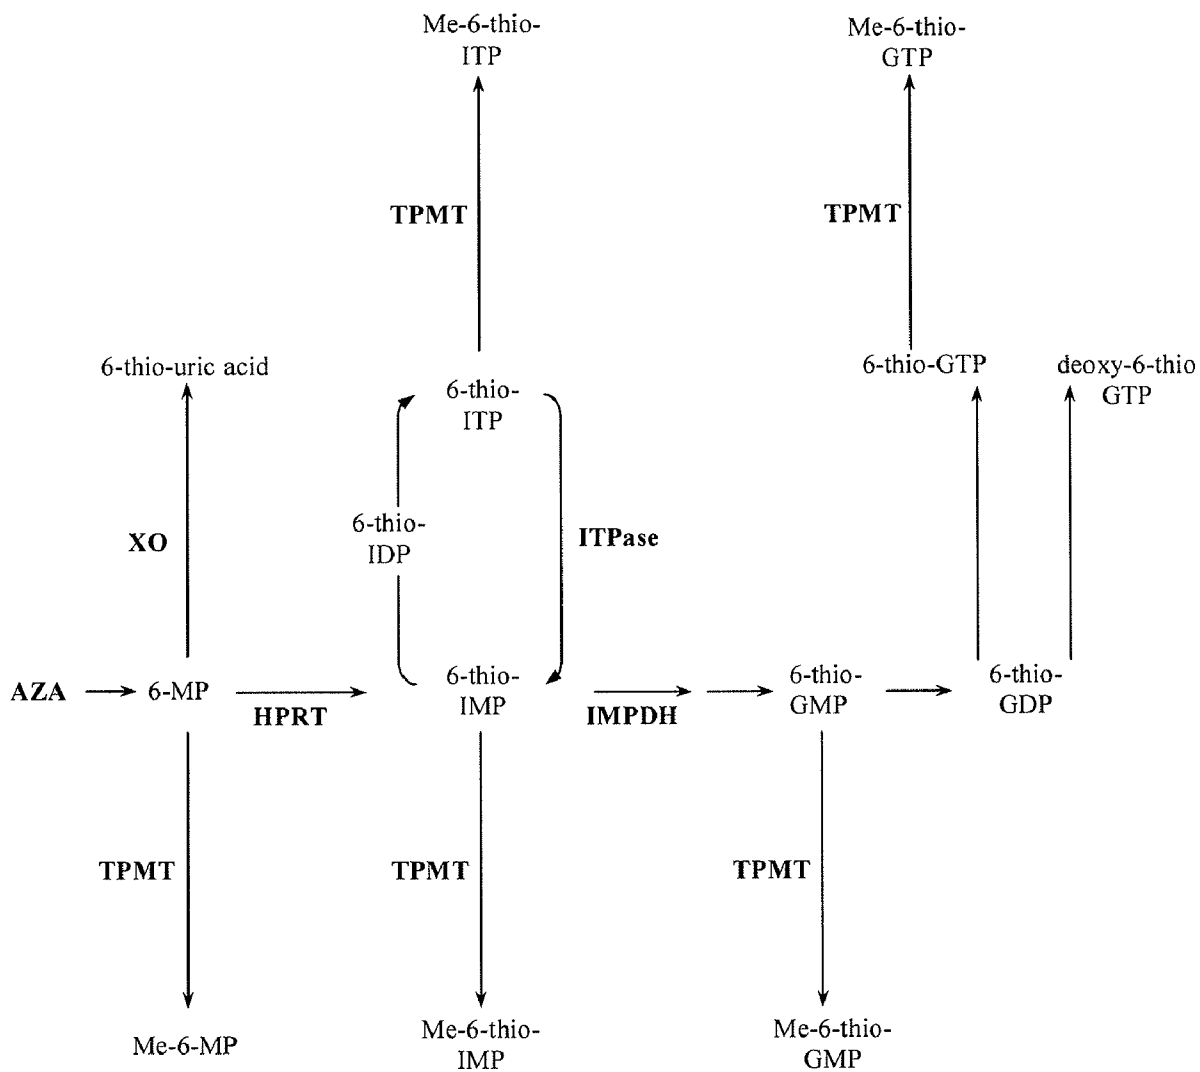 Me-6-thio-
ITP
Me-6-thio-
GTP
TPMT
TPMT
6-thio-uric acid
6-thio-
ITP
6-thio-GTP
deoxy-6-thio
GTP
XO
6-thio-
IDP
ITPase
AZA
6-MP
HPRT
6-thio-
IMP
IMPDH
6-thio-
GMP
6-thio-
GDP
TPMT
TPMT
TPMT
Me-6-MP
Me-6-thio-
IMP
Me-6-thio-
GMP